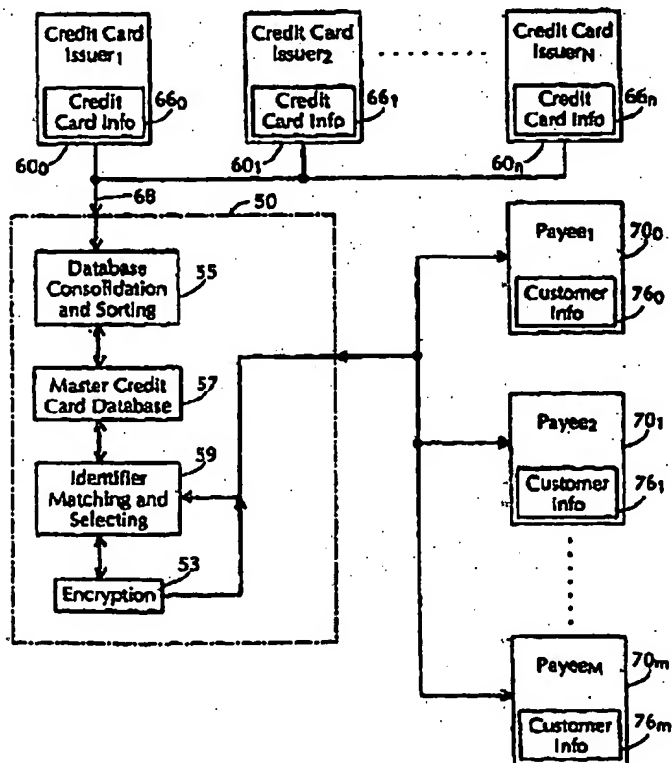 Credit Card
Issuer1
Credit
Card Info
660
600
Credit Card
Issuer2
Credit
Card Info
661
601
Credit Card
IssuerN
Credit
Card Info
66n
60n
68
50
Database
Consolidation
and Sorting
55
Master Credit
Card Database
57
Identifier
Matching and
Selecting
59
Encryption
53
Payee1
700
Customer
Info
760
Payee2
701
Customer
Info
761
PayeeM
70m
Customer
Info
76m